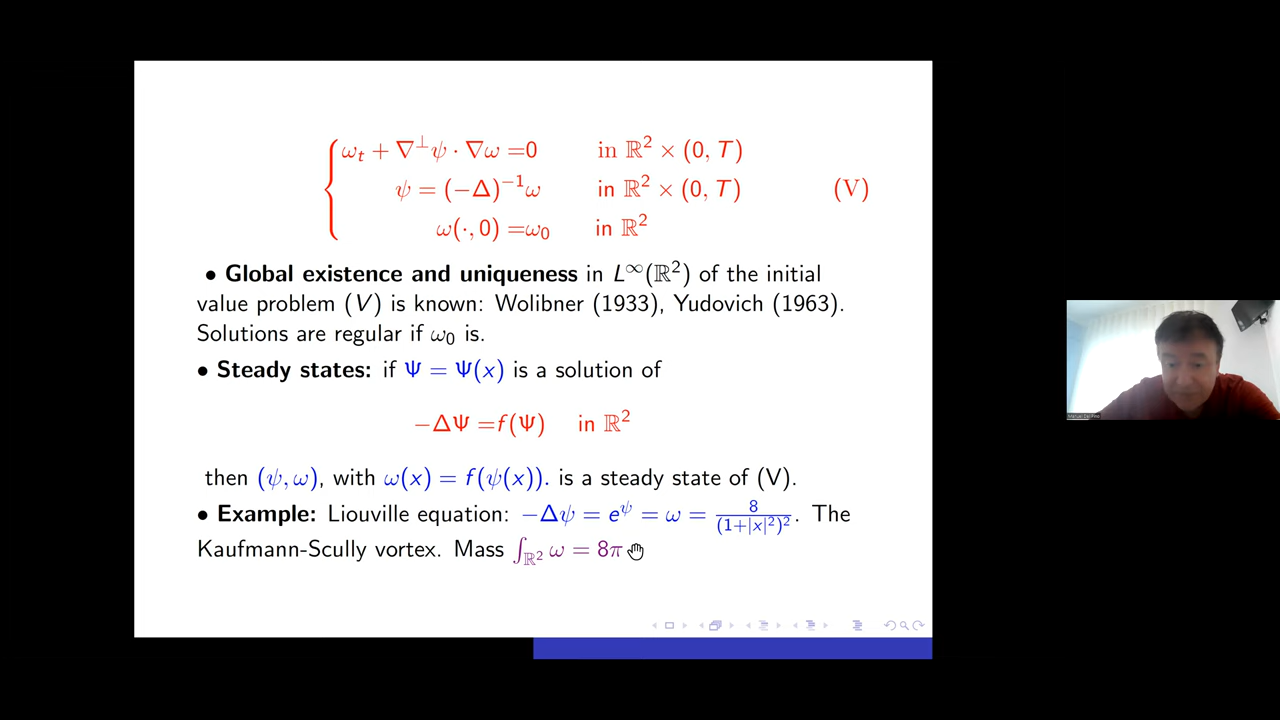 ω_t + ∇^⊥ψ · ∇ω =0 in ℝ² × (0, T)
ψ = (−Δ)^{−1}ω in ℝ² × (0, T) (V)
ω(·, 0) =ω₀ in ℝ²
• Global existence and uniqueness in L^∞(ℝ²) of the initial
value problem (V) is known: Wolibner (1933), Yudovich (1963).
Solutions are regular if ω₀ is.
• Steady states: if Ψ = Ψ(x) is a solution of
−ΔΨ =f(Ψ) in ℝ²
then (ψ, ω), with ω(x) = f(ψ(x)). is a steady state of (V).
• Example: Liouville equation: −Δψ = e^ψ = ω = 8/(1+|x|²)². The
Kaufmann-Scully vortex. Mass ∫_{ℝ²} ω = 8π